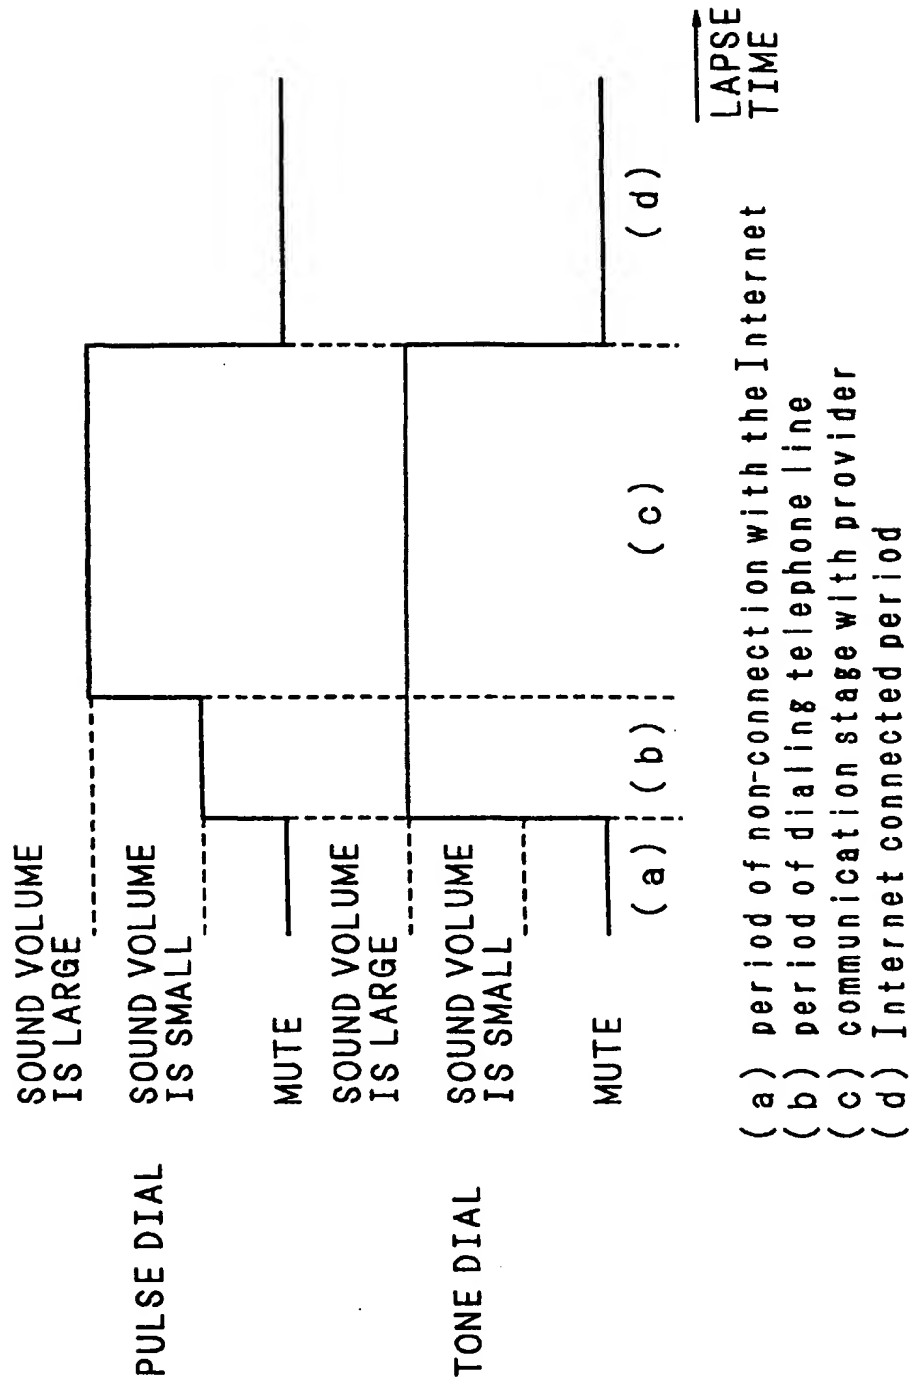 PULSE DIAL
SOUND VOLUME
IS LARGE
SOUND VOLUME
IS SMALL
MUTE
TONE DIAL
SOUND VOLUME
IS LARGE
SOUND VOLUME
IS SMALL
MUTE
(a)
(b)
(c)
(d)
LAPSE
TIME
(a) period of non-connection with the Internet
(b) period of dialing telephone line
(c) communication stage with provider
(d) Internet connected period